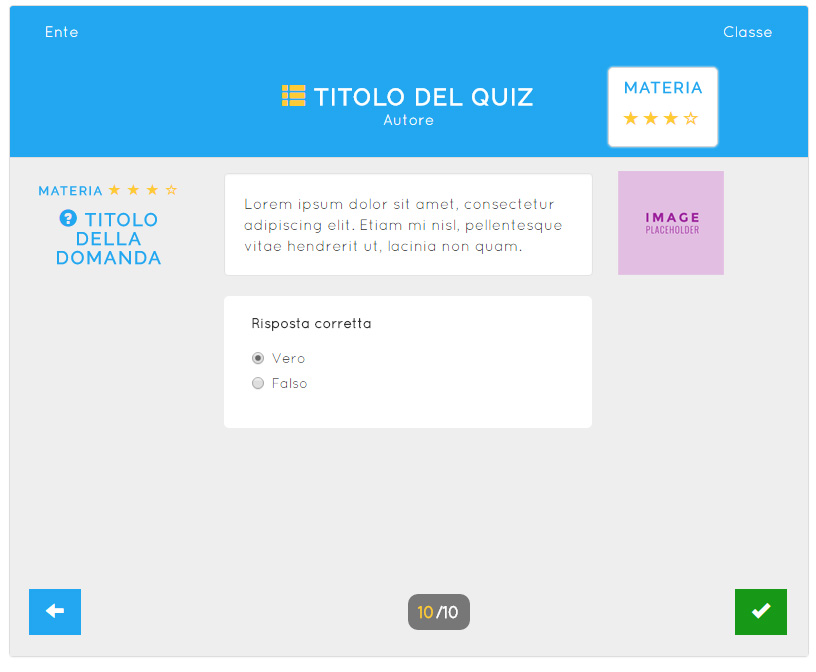 Ente
Classe
TITOLO DEL QUIZ
Autore
MATERIA
MATERIA
TITOLO
DELLA
DOMANDA
Lorem ipsum dolor sit amet, consectetur
adipiscing elit. Etiam mi nisl, pellentesque
vitae hendrerit ut, lacinia non quam.
IMAGE
PLACEHOLDER
Risposta corretta
Vero
Falso
10/10